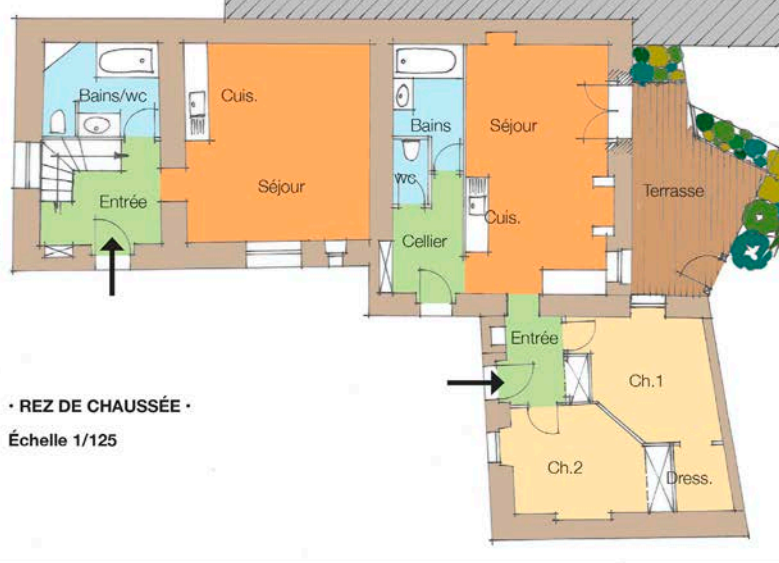 Bains/wc
Cuis.
Séjour
Entrée
Bains
wc
Séjour
Cuis.
Cellier
Terrasse
Entrée
Ch.1
Ch.2
Dress.
· REZ DE CHAUSSÉE ·
Échelle 1/125